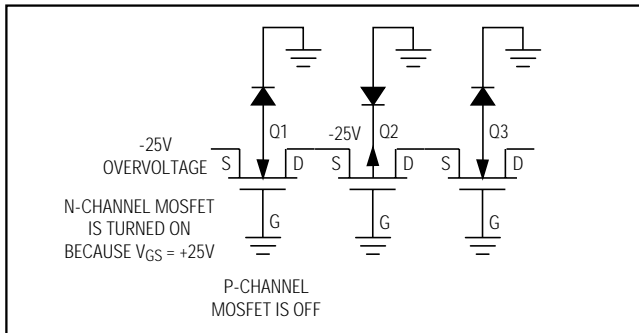 Q1
-25V
Q2
Q3
-25V
OVERVOLTAGE
S
D
S
D
S
D
N-CHANNEL MOSFET
IS TURNED ON
BECAUSE VGS = +25V
G
G
G
P-CHANNEL
MOSFET IS OFF